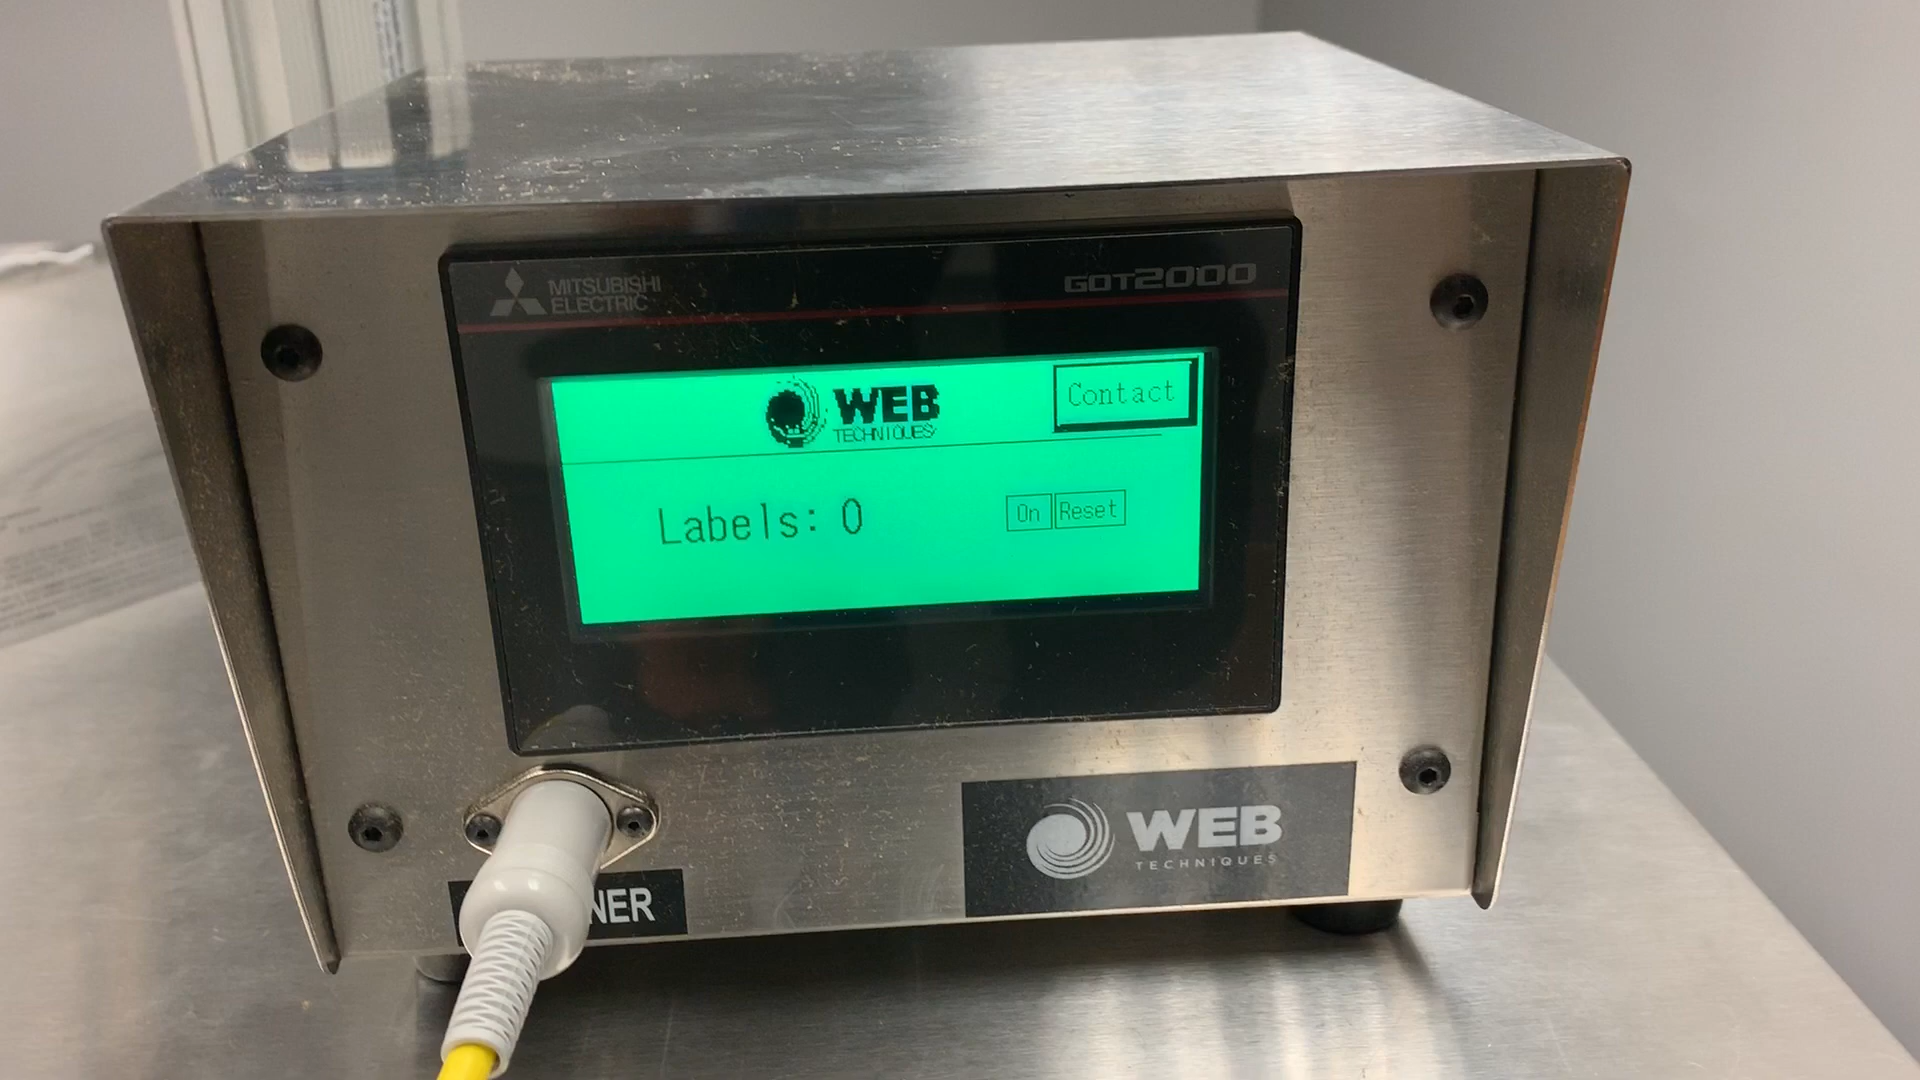 MITSUBISHI
ELECTRIC
GOT2000
WEB
TECHNIQUES
Contact
Labels: 0
On
Reset
NER
WEB
TECHNIQUES